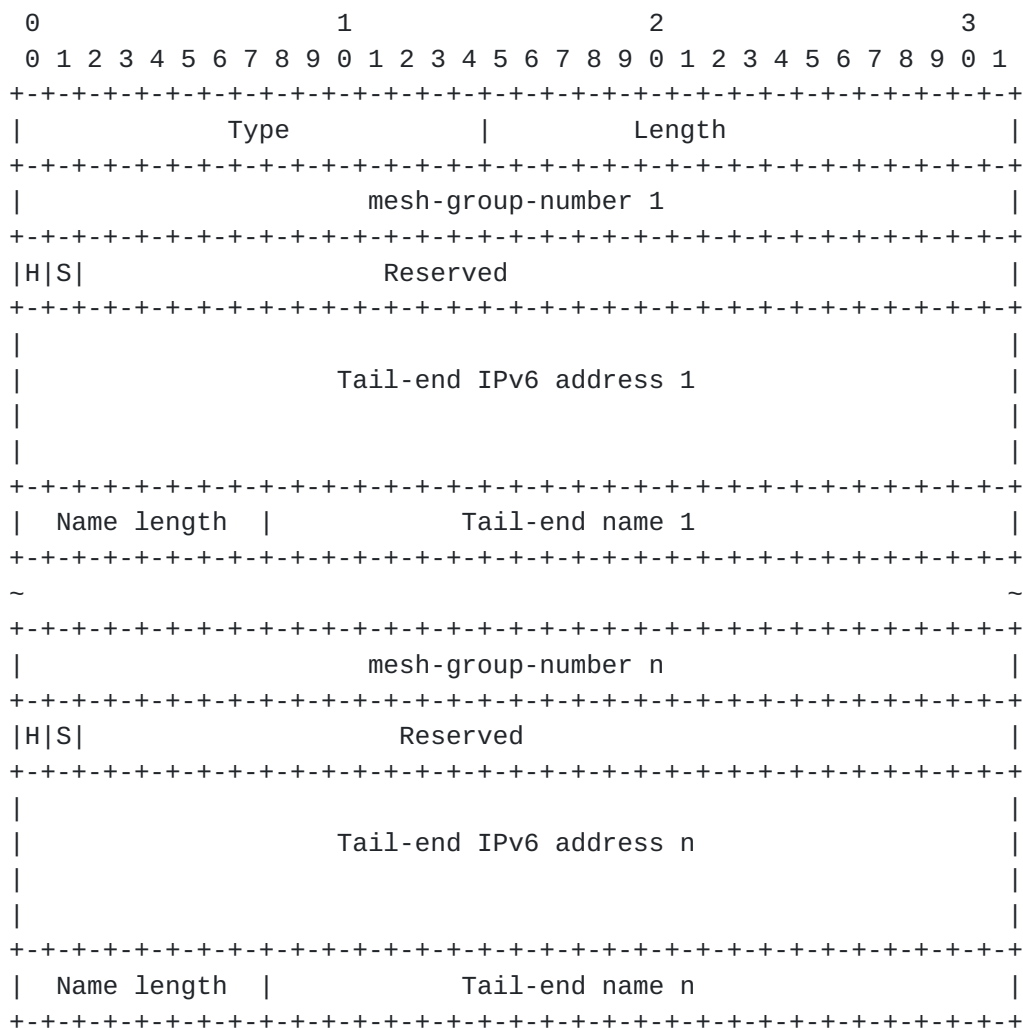 0                   1                   2                   3
 0 1 2 3 4 5 6 7 8 9 0 1 2 3 4 5 6 7 8 9 0 1 2 3 4 5 6 7 8 9 0 1
+-+-+-+-+-+-+-+-+-+-+-+-+-+-+-+-+-+-+-+-+-+-+-+-+-+-+-+-+-+-+-+-+
|             Type            |         Length                  |
+-+-+-+-+-+-+-+-+-+-+-+-+-+-+-+-+-+-+-+-+-+-+-+-+-+-+-+-+-+-+-+-+
|                      mesh-group-number 1                      |
+-+-+-+-+-+-+-+-+-+-+-+-+-+-+-+-+-+-+-+-+-+-+-+-+-+-+-+-+-+-+-+-+
|H|S|                   Reserved                                |
+-+-+-+-+-+-+-+-+-+-+-+-+-+-+-+-+-+-+-+-+-+-+-+-+-+-+-+-+-+-+-+-+
|                                                               |
|                    Tail-end IPv6 address 1                    |
|                                                               |
|                                                               |
+-+-+-+-+-+-+-+-+-+-+-+-+-+-+-+-+-+-+-+-+-+-+-+-+-+-+-+-+-+-+-+-+
|  Name length  |            Tail-end name 1                    |
+-+-+-+-+-+-+-+-+-+-+-+-+-+-+-+-+-+-+-+-+-+-+-+-+-+-+-+-+-+-+-+-+
~                                                               ~
+-+-+-+-+-+-+-+-+-+-+-+-+-+-+-+-+-+-+-+-+-+-+-+-+-+-+-+-+-+-+-+-+
|                      mesh-group-number n                      |
+-+-+-+-+-+-+-+-+-+-+-+-+-+-+-+-+-+-+-+-+-+-+-+-+-+-+-+-+-+-+-+-+
|H|S|                    Reserved                               |
+-+-+-+-+-+-+-+-+-+-+-+-+-+-+-+-+-+-+-+-+-+-+-+-+-+-+-+-+-+-+-+-+
|                                                               |
|                    Tail-end IPv6 address n                    |
|                                                               |
|                                                               |
+-+-+-+-+-+-+-+-+-+-+-+-+-+-+-+-+-+-+-+-+-+-+-+-+-+-+-+-+-+-+-+-+
|  Name length  |            Tail-end name n                    |
+-+-+-+-+-+-+-+-+-+-+-+-+-+-+-+-+-+-+-+-+-+-+-+-+-+-+-+-+-+-+-+-+